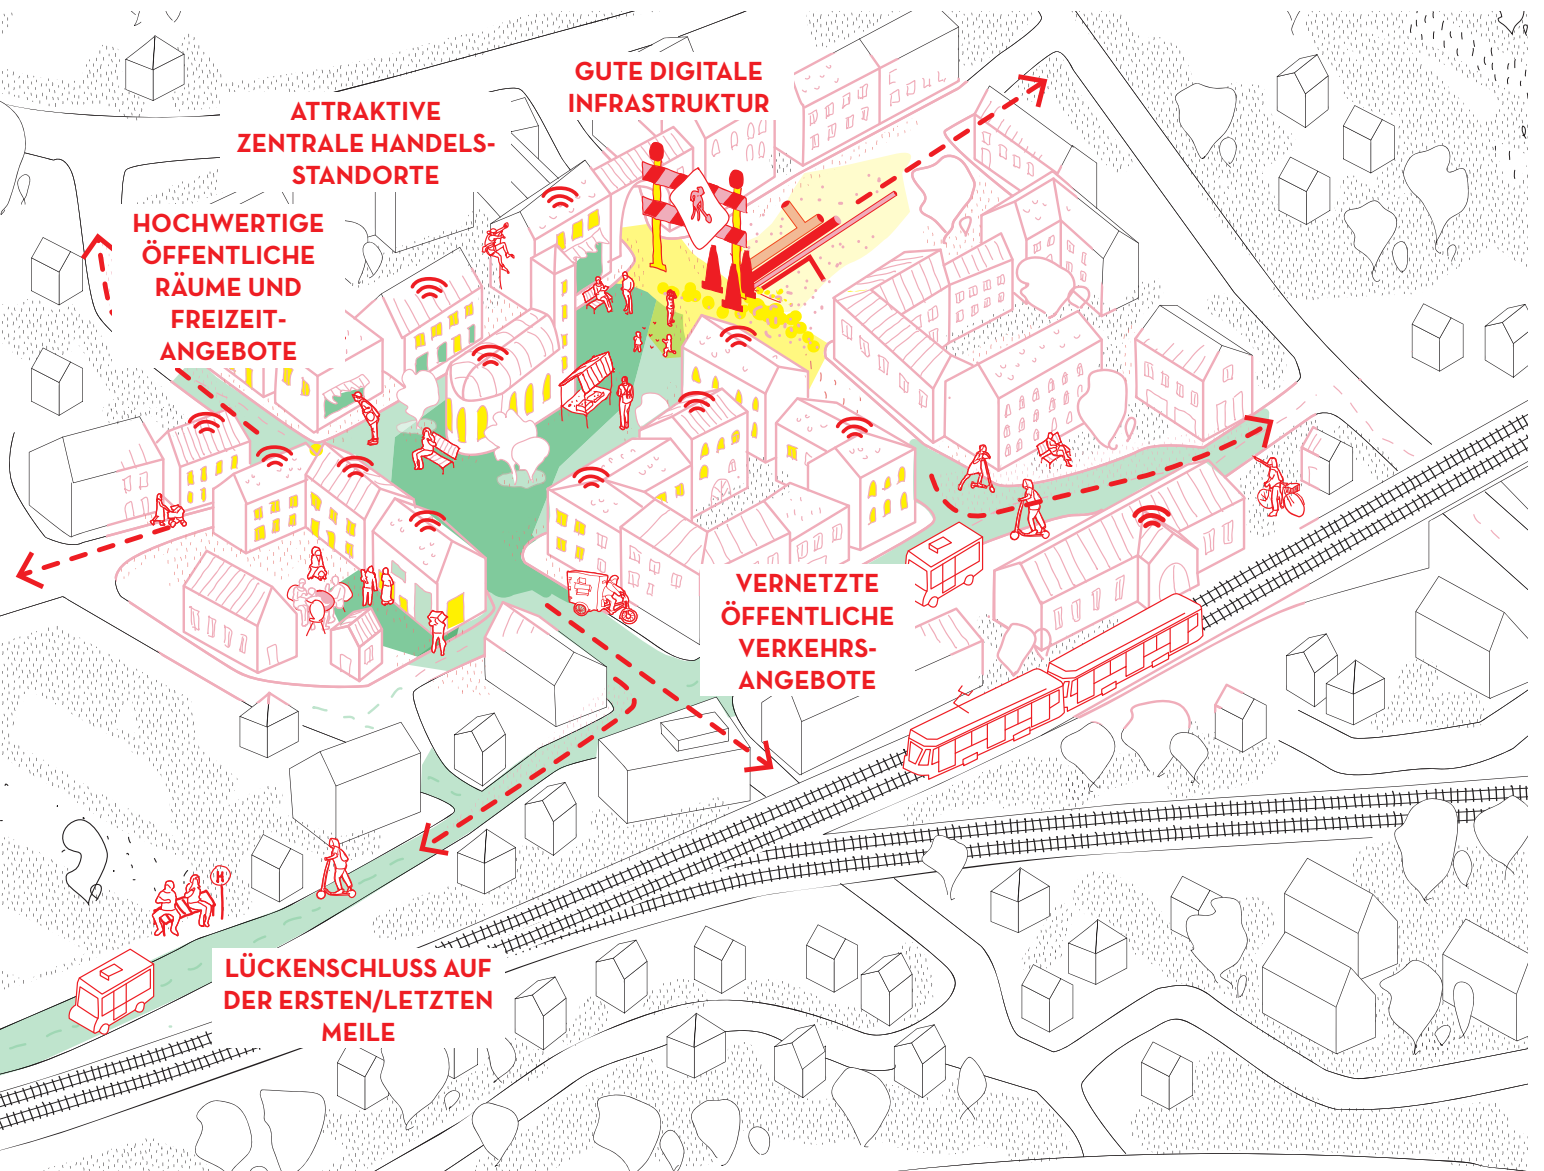 GUTE DIGITALE
INFRASTRUKTUR
ATTRAKTIVE
ZENTRALE HANDELS-
STANDORTE
HOCHWERTIGE
ÖFFENTLICHE
RÄUME UND
FREIZEIT-
ANGEBOTE
VERNETZTE
ÖFFENTLICHE
VERKEHRS-
ANGEBOTE
H
LÜCKENSCHLUSS AUF
DER ERSTEN/LETZTEN
MEILE